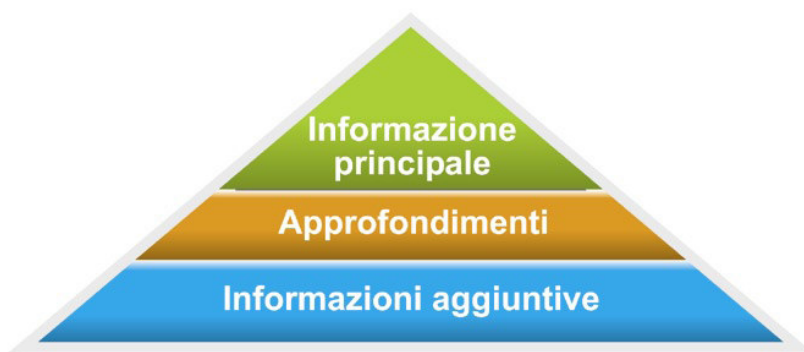 Informazione
principale
Approfondimenti
Informazioni aggiuntive